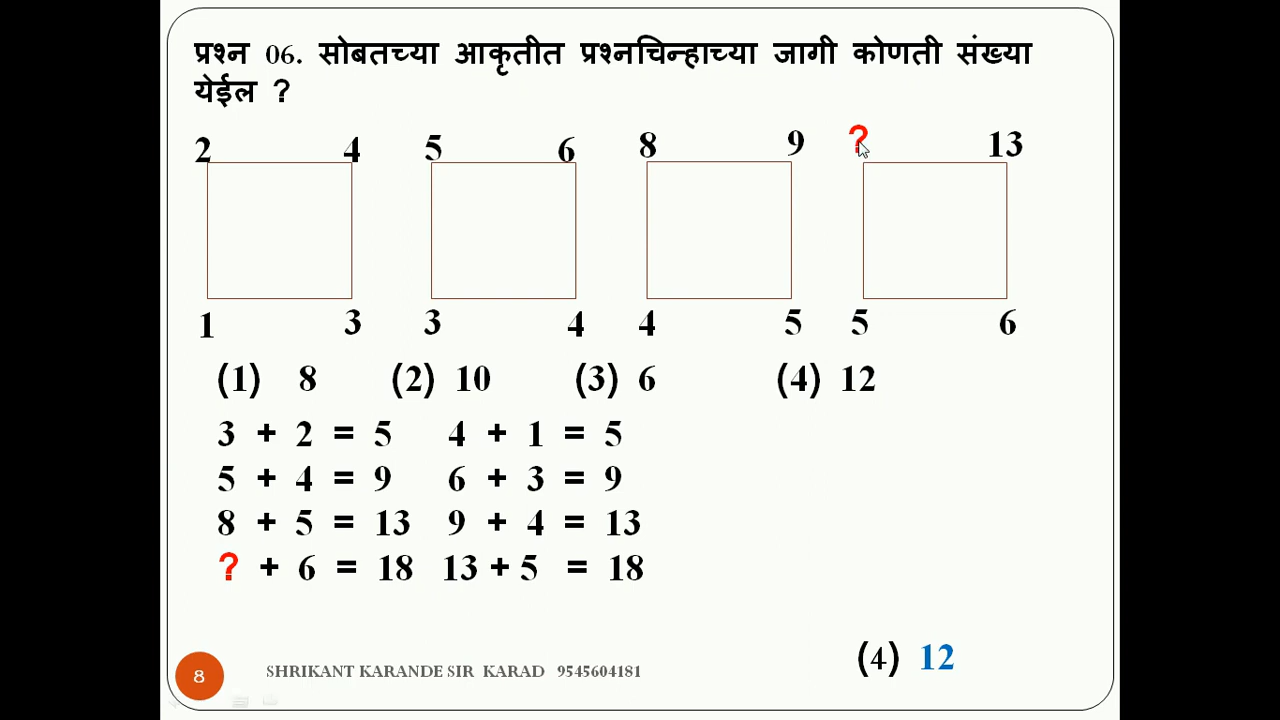 प्रश्न 06. सोबतच्या आकृतीत प्रश्नचिन्हाच्या जागी कोणती संख्या
येईल ?
2 4 5 6 8 9 ? 13
1 3 3 4 4 5 5 6
(1) 8 (2) 10 (3) 6 (4) 12
3 + 2 = 5 4 + 1 = 5
5 + 4 = 9 6 + 3 = 9
8 + 5 = 13 9 + 4 = 13
? + 6 = 18 13 + 5 = 18
(4) 12
8 SHRIKANT KARANDE SIR KARAD 9545604181